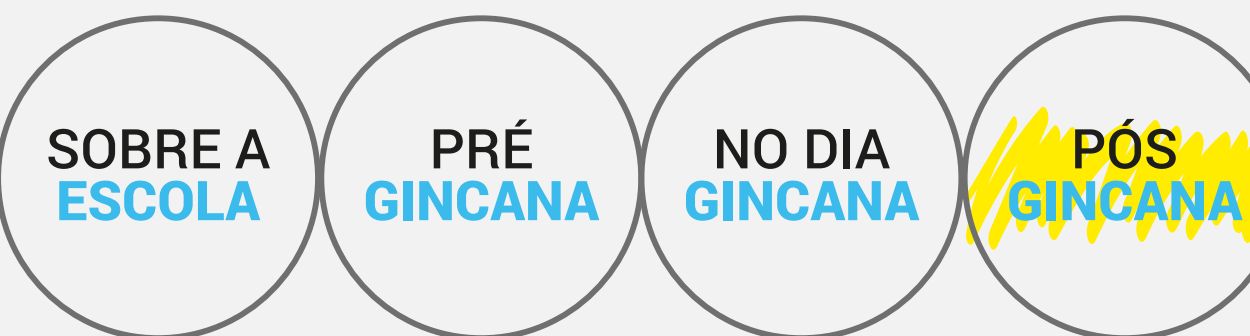 SOBRE A
ESCOLA
PRÉ
GINCANA
NO DIA
GINCANA
PÓS
GINCANA